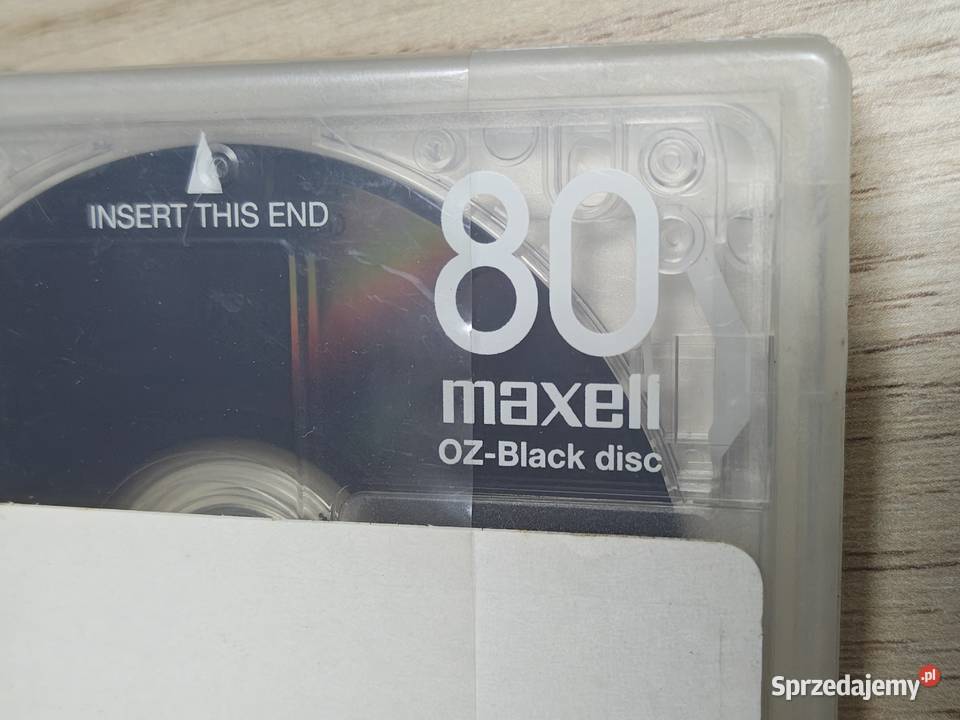 INSERT THIS END
80
maxell
OZ-Black disc
Sprzedajemy.pl